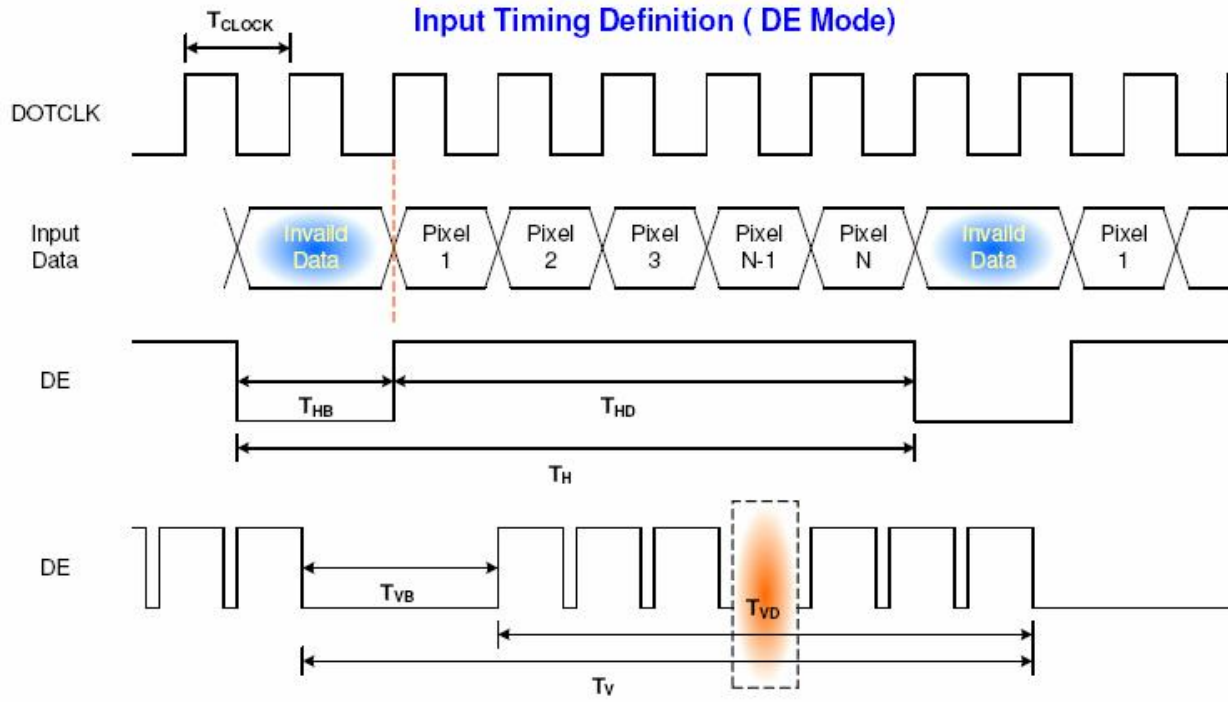 Input Timing Definition ( DE Mode)
TCLOCK
DOTCLK
Input
Data
Invaild
Data
Pixel
1
Pixel
2
Pixel
3
Pixel
N-1
Pixel
N
Invaild
Data
Pixel
1
DE
THB
THD
TH
DE
TVB
TVD
TV